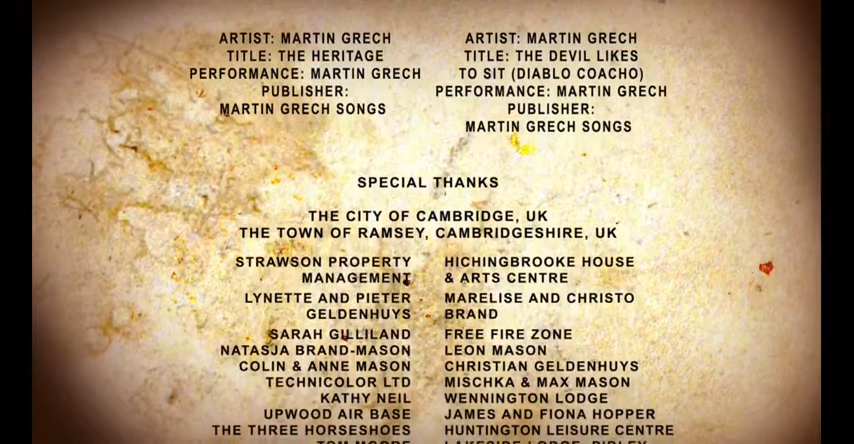 ARTIST: MARTIN GRECH
TITLE: THE HERITAGE
PERFORMANCE: MARTIN GRECH
PUBLISHER:
MARTIN GRECH SONGS
ARTIST: MARTIN GRECH
TITLE: THE DEVIL LIKES
TO SIT (DIABLO COACHO)
PERFORMANCE: MARTIN GRECH
PUBLISHER:
MARTIN GRECH SONGS
SPECIAL THANKS
THE CITY OF CAMBRIDGE, UK
THE TOWN OF RAMSEY, CAMBRIDGESHIRE, UK
STRAWSON PROPERTY
MANAGEMENT
LYNETTE AND PIETER
GELDENHUYS
SARAH GILLILAND
NATASJA BRAND-MASON
COLIN & ANNE MASON
TECHNICOLOR LTD
KATHY NEIL
UPWOOD AIR BASE
THE THREE HORSESHOES
HICHINGBROOKE HOUSE
& ARTS CENTRE
MARELISE AND CHRISTO
BRAND
FREE FIRE ZONE
LEON MASON
CHRISTIAN GELDENHUYS
MISCHKA & MAX MASON
WENNINGTON LODGE
JAMES AND FIONA HOPPER
HUNTINGTON LEISURE CENTRE